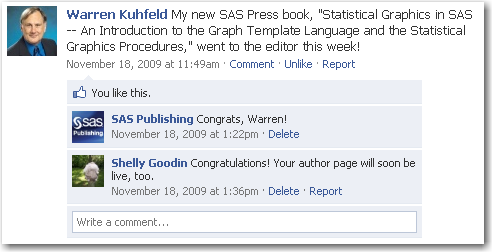 Warren Kuhfeld My new SAS Press book, "Statistical Graphics in SAS
-- An Introduction to the Graph Template Language and the Statistical
Graphics Procedures," went to the editor this week!
November 18, 2009 at 11:49am · Comment · Unlike · Report
You like this.
sas
Publishing
SAS Publishing Congrats, Warren!
November 18, 2009 at 1:22pm · Delete
Shelly Goodin Congratulations! Your author page will soon be
live, too.
November 18, 2009 at 1:36pm · Delete · Report
Write a comment...